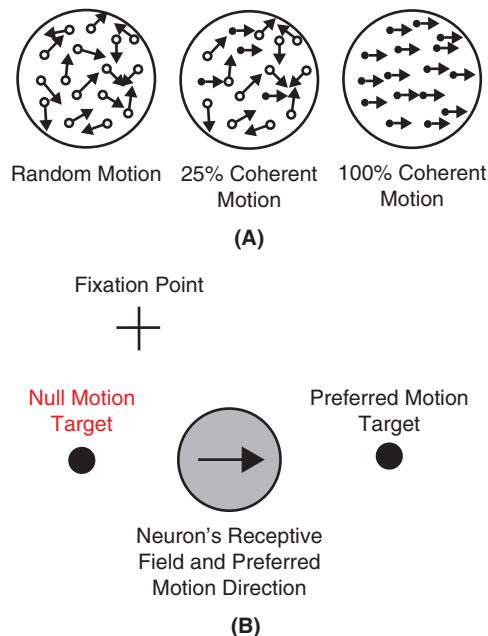 Random Motion
25% Coherent
Motion
100% Coherent
Motion
(A)
Fixation Point
Null Motion
Target
Preferred Motion
Target
Neuron's Receptive
Field and Preferred
Motion Direction
(B)